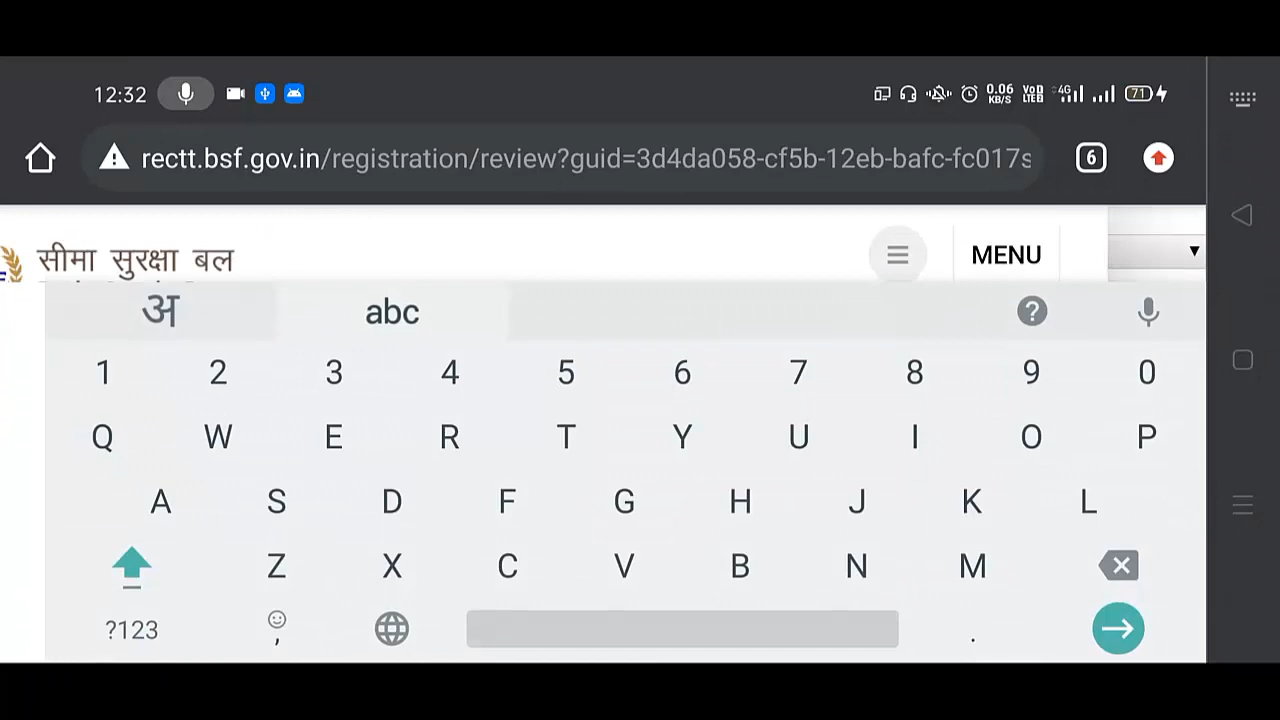 12:32 0.06 KB/S VoD LTE 4G 71
rectt.bsf.gov.in/registration/review?guid=3d4da058-cf5b-12eb-bafc-fc017s 6
सीमा सुरक्षा बल MENU
अ abc ?
1 2 3 4 5 6 7 8 9 0
Q W E R T Y U I O P
A S D F G H J K L
Z X C V B N M
?123 , .